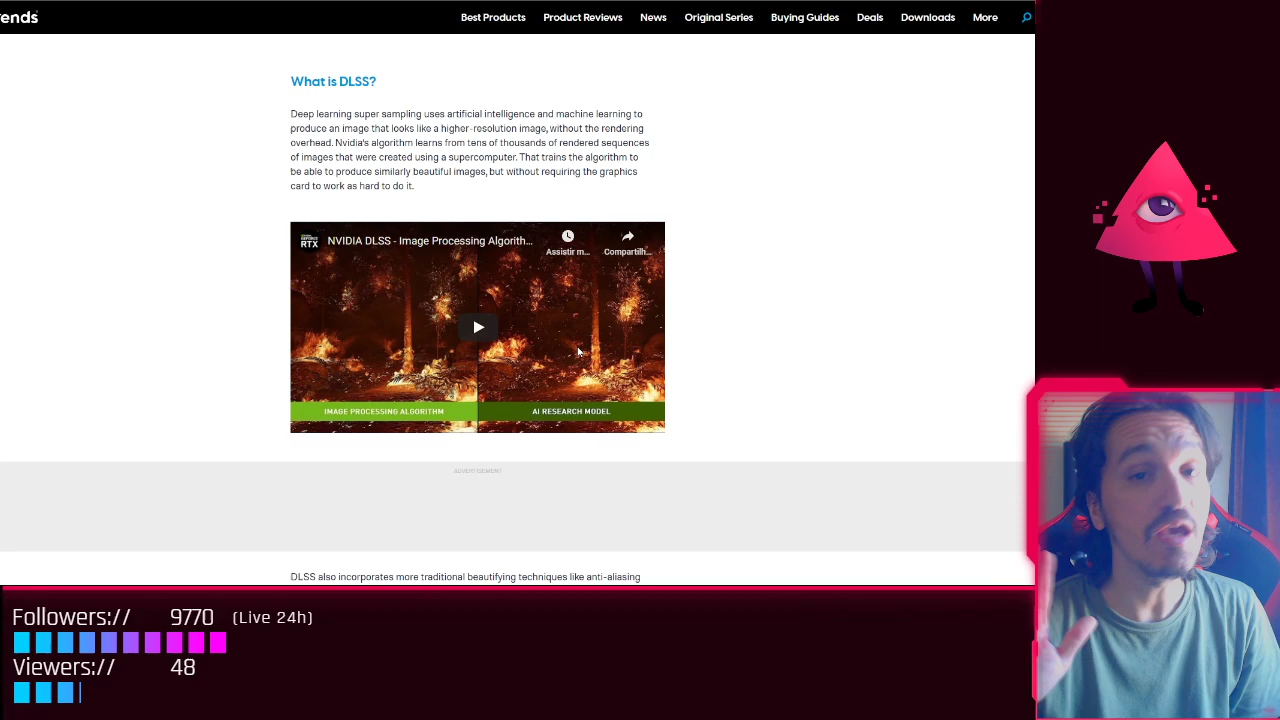 ends
Best Products Product Reviews News Original Series Buying Guides Deals Downloads More
What is DLSS?
Deep learning super sampling uses artificial intelligence and machine learning to
produce an image that looks like a higher-resolution image, without the rendering
overhead. Nvidia's algorithm learns from tens of thousands of rendered sequences
of images that were created using a supercomputer. That trains the algorithm to
be able to produce similarly beautiful images, but without requiring the graphics
card to work as hard to do it.
RTX
NVIDIA DLSS - Image Processing Algorith...
Assistir m...
Compartilh...
IMAGE PROCESSING ALGORITHM
AI RESEARCH MODEL
ADVERTISEMENT
DLSS also incorporates more traditional beautifying techniques like anti-aliasing
Followers:// 9770 (Live 24h)
Viewers:// 48